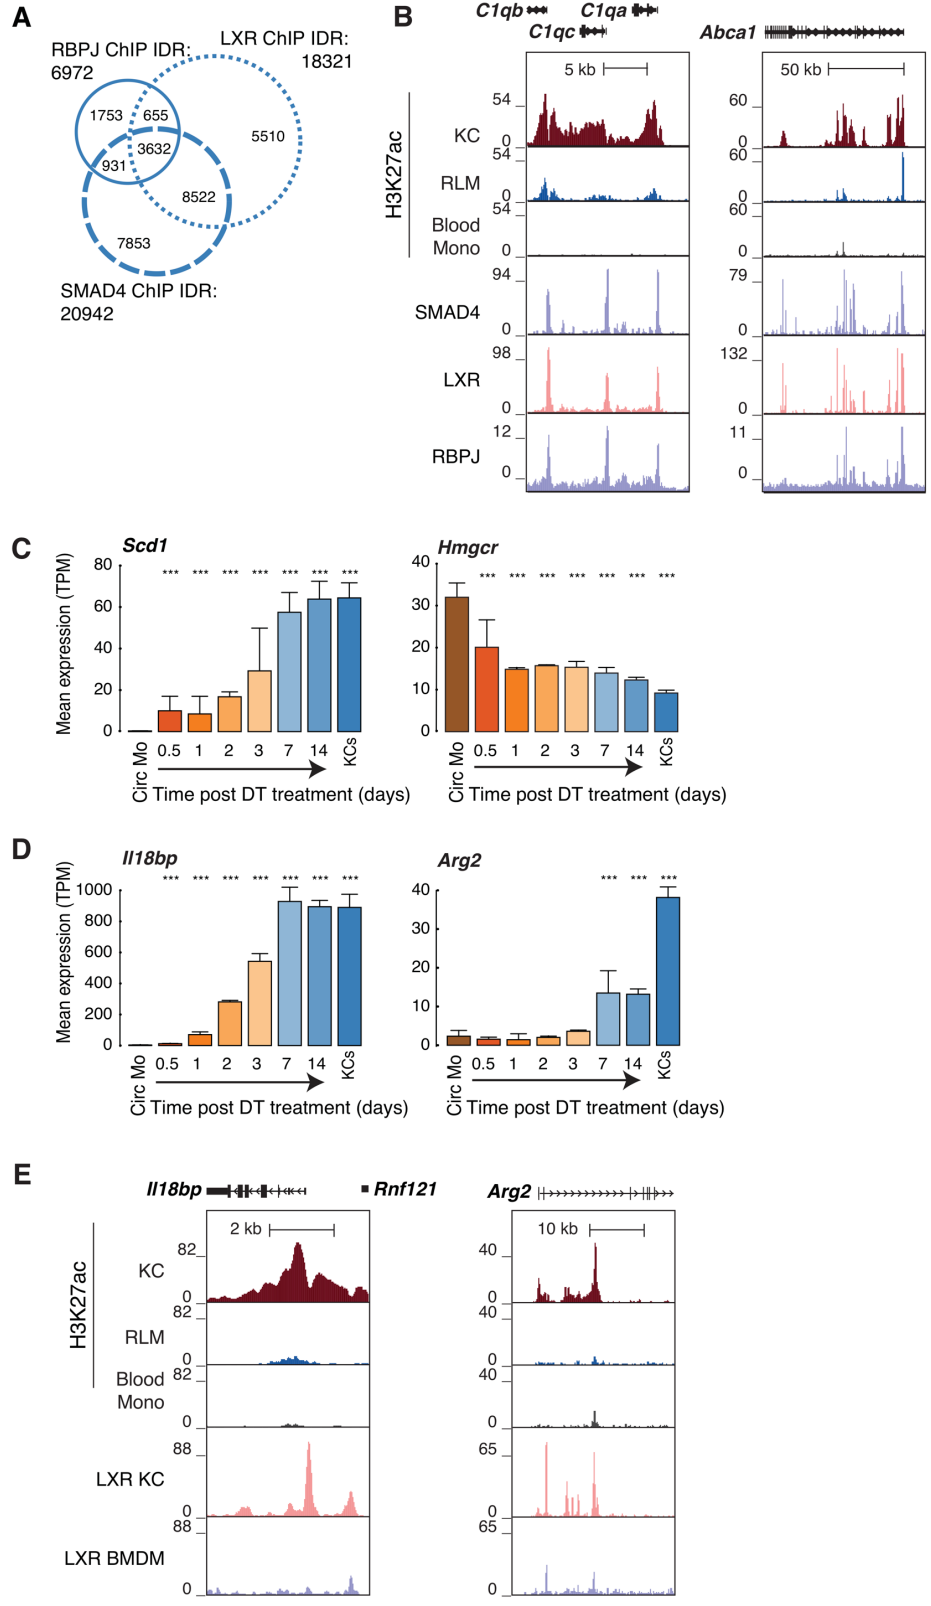 A
RBPJ ChIP IDR:
6972
LXR ChIP IDR:
18321
1753
655
5510
3632
931
8522
7853
SMAD4 ChIP IDR:
20942
B
C1qb
C1qa
C1qc
Abca1
5 kb
50 kb
H3K27ac
KC
54
0
60
0
RLM
54
0
60
0
Blood
Mono
54
0
60
0
SMAD4
94
0
79
0
LXR
98
0
132
0
RBPJ
12
0
11
0
C
Scd1
Mean expression (TPM)
80
60
40
20
0
*** *** *** *** *** *** ***
Circ Mo
0.5 1 2 3 7 14
KCs
Time post DT treatment (days)
Hmgcr
40
30
20
10
0
*** *** *** *** *** *** ***
Circ Mo
0.5 1 2 3 7 14
KCs
Time post DT treatment (days)
D
Il18bp
Mean expression (TPM)
1000
800
600
400
200
0
*** *** *** *** *** *** ***
Circ Mo
0.5 1 2 3 7 14
KCs
Time post DT treatment (days)
Arg2
40
30
20
10
0
*** *** ***
Circ Mo
0.5 1 2 3 7 14
KCs
Time post DT treatment (days)
E
Il18bp
Rnf121
Arg2
2 kb
10 kb
H3K27ac
KC
82
0
40
0
RLM
82
0
40
0
Blood
Mono
82
0
40
0
LXR KC
88
0
65
0
LXR BMDM
88
0
65
0